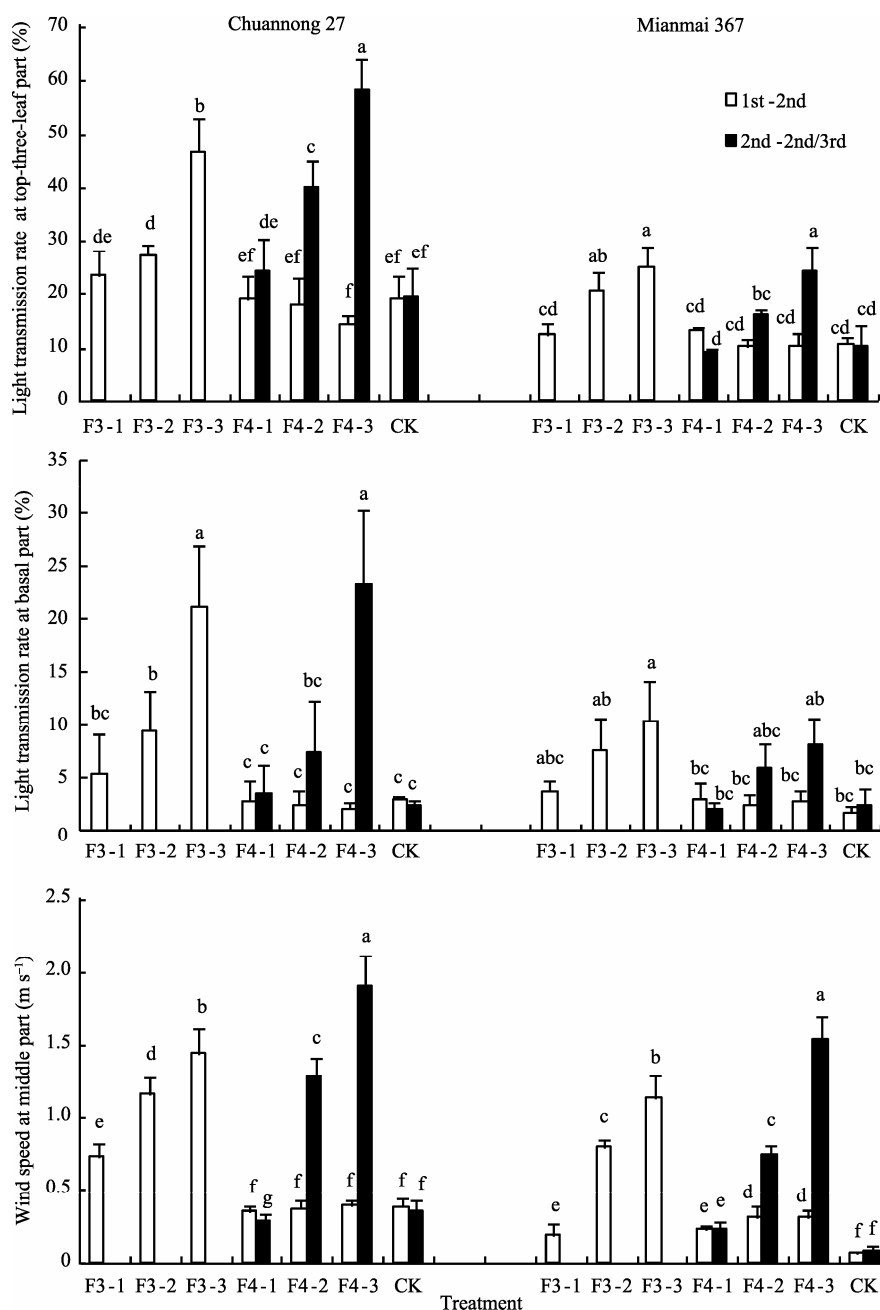 Chuannong 27
Mianmai 367
1st -2nd
2nd -2nd/3rd
Light transmission rate at top-three-leaf part (%)
70
60
50
40
30
20
10
0
de
d
b
ef
de
ef
c
f
a
ef
ef
cd
ab
a
cd
d
cd
bc
cd
a
cd
cd
F3-1 F3-2 F3-3 F4-1 F4-2 F4-3 CK
F3-1 F3-2 F3-3 F4-1 F4-2 F4-3 CK
Light transmission rate at basal part (%)
35
30
25
20
15
10
5
0
bc
b
a
c
c
c
bc
c
a
c
c
abc
ab
a
bc
bc
bc
abc
bc
ab
bc
bc
F3-1 F3-2 F3-3 F4-1 F4-2 F4-3 CK
F3-1 F3-2 F3-3 F4-1 F4-2 F4-3 CK
Wind speed at middle part (m s⁻¹)
2.5
2.0
1.5
1.0
0.5
0
e
d
b
f
g
f
c
f
a
f
f
e
c
b
e
e
d
c
d
a
f
f
F3-1 F3-2 F3-3 F4-1 F4-2 F4-3 CK
F3-1 F3-2 F3-3 F4-1 F4-2 F4-3 CK
Treatment